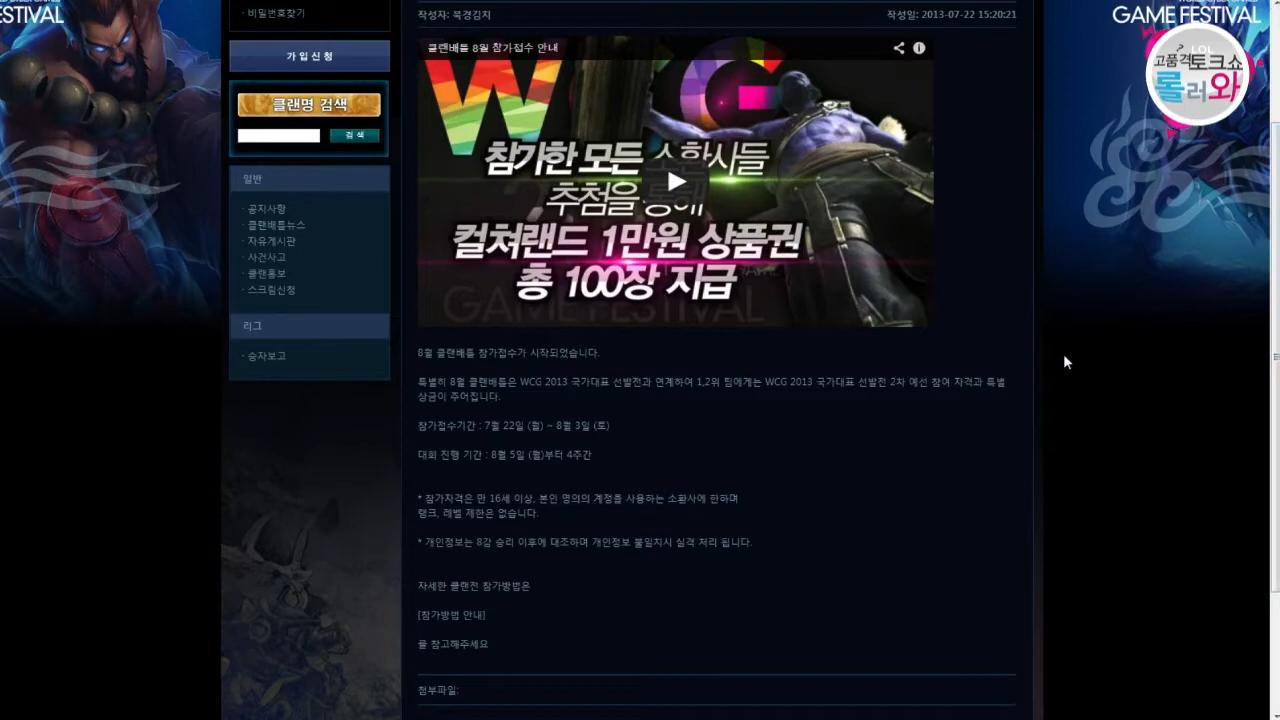 ESTIVAL
GAME FESTIVAL
LOL
고품격토크쇼
롤러와
· 비밀번호찾기
가입신청
클랜명 검색
검 색
일반
· 공지사항
· 클랜배틀뉴스
· 자유게시판
· 사건사고
· 클랜홍보
· 스크림신청
리그
· 승자보고
작성자: 북경김치
작성일: 2013-07-22 15:20:21
클랜배틀 8월 참가접수 안내
WCG
참가한 모든 소환사들
추첨을 통해
컬쳐랜드 1만원 상품권
총 100장 지급
GAME FESTIVAL
8월 클랜배틀 참가접수가 시작되었습니다.
특별히 8월 클랜배틀은 WCG 2013 국가대표 선발전과 연계하여 1,2위 팀에게는 WCG 2013 국가대표 선발전 2차 예선 참여 자격과 특별
상금이 주어집니다.
참가접수기간 : 7월 22일 (월) ~ 8월 3일 (토)
대회 진행 기간 : 8월 5일 (월)부터 4주간
* 참가자격은 만 16세 이상, 본인 명의의 계정을 사용하는 소환사에 한하며
랭크, 레벨 제한은 없습니다.
* 개인정보는 8강 승리 이후에 대조하며 개인정보 불일치시 실격 처리 됩니다.
자세한 클랜전 참가방법은
[참가방법 안내]
를 참고해주세요
첨부파일: